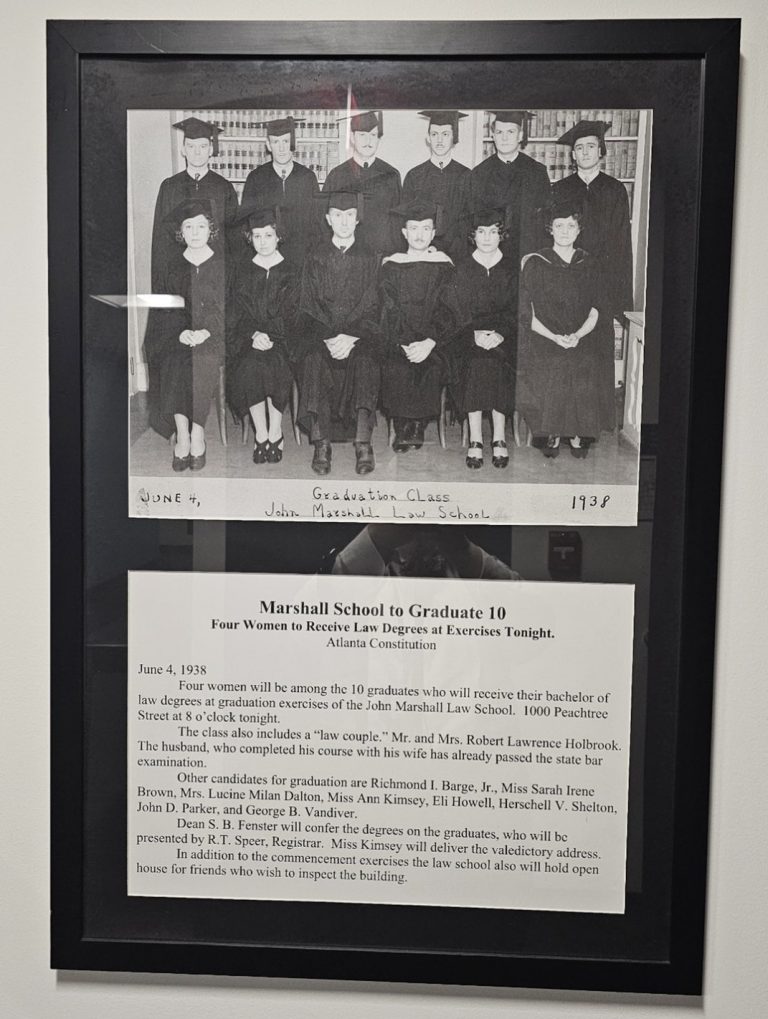 JUNE 4, Graduation Class 1938
John Marshall Law School
Marshall School to Graduate 10
Four Women to Receive Law Degrees at Exercises Tonight.
Atlanta Constitution
June 4, 1938
Four women will be among the 10 graduates who will receive their bachelor of
law degrees at graduation exercises of the John Marshall Law School. 1000 Peachtree
Street at 8 o'clock tonight.
The class also includes a "law couple." Mr. and Mrs. Robert Lawrence Holbrook.
The husband, who completed his course with his wife has already passed the state bar
examination.
Other candidates for graduation are Richmond I. Barge, Jr., Miss Sarah Irene
Brown, Mrs. Lucine Milan Dalton, Miss Ann Kimsey, Eli Howell, Herschell V. Shelton,
John D. Parker, and George B. Vandiver.
Dean S. B. Fenster will confer the degrees on the graduates, who will be
presented by R.T. Speer, Registrar. Miss Kimsey will deliver the valedictory address.
In addition to the commencement exercises the law school also will hold open
house for friends who wish to inspect the building.